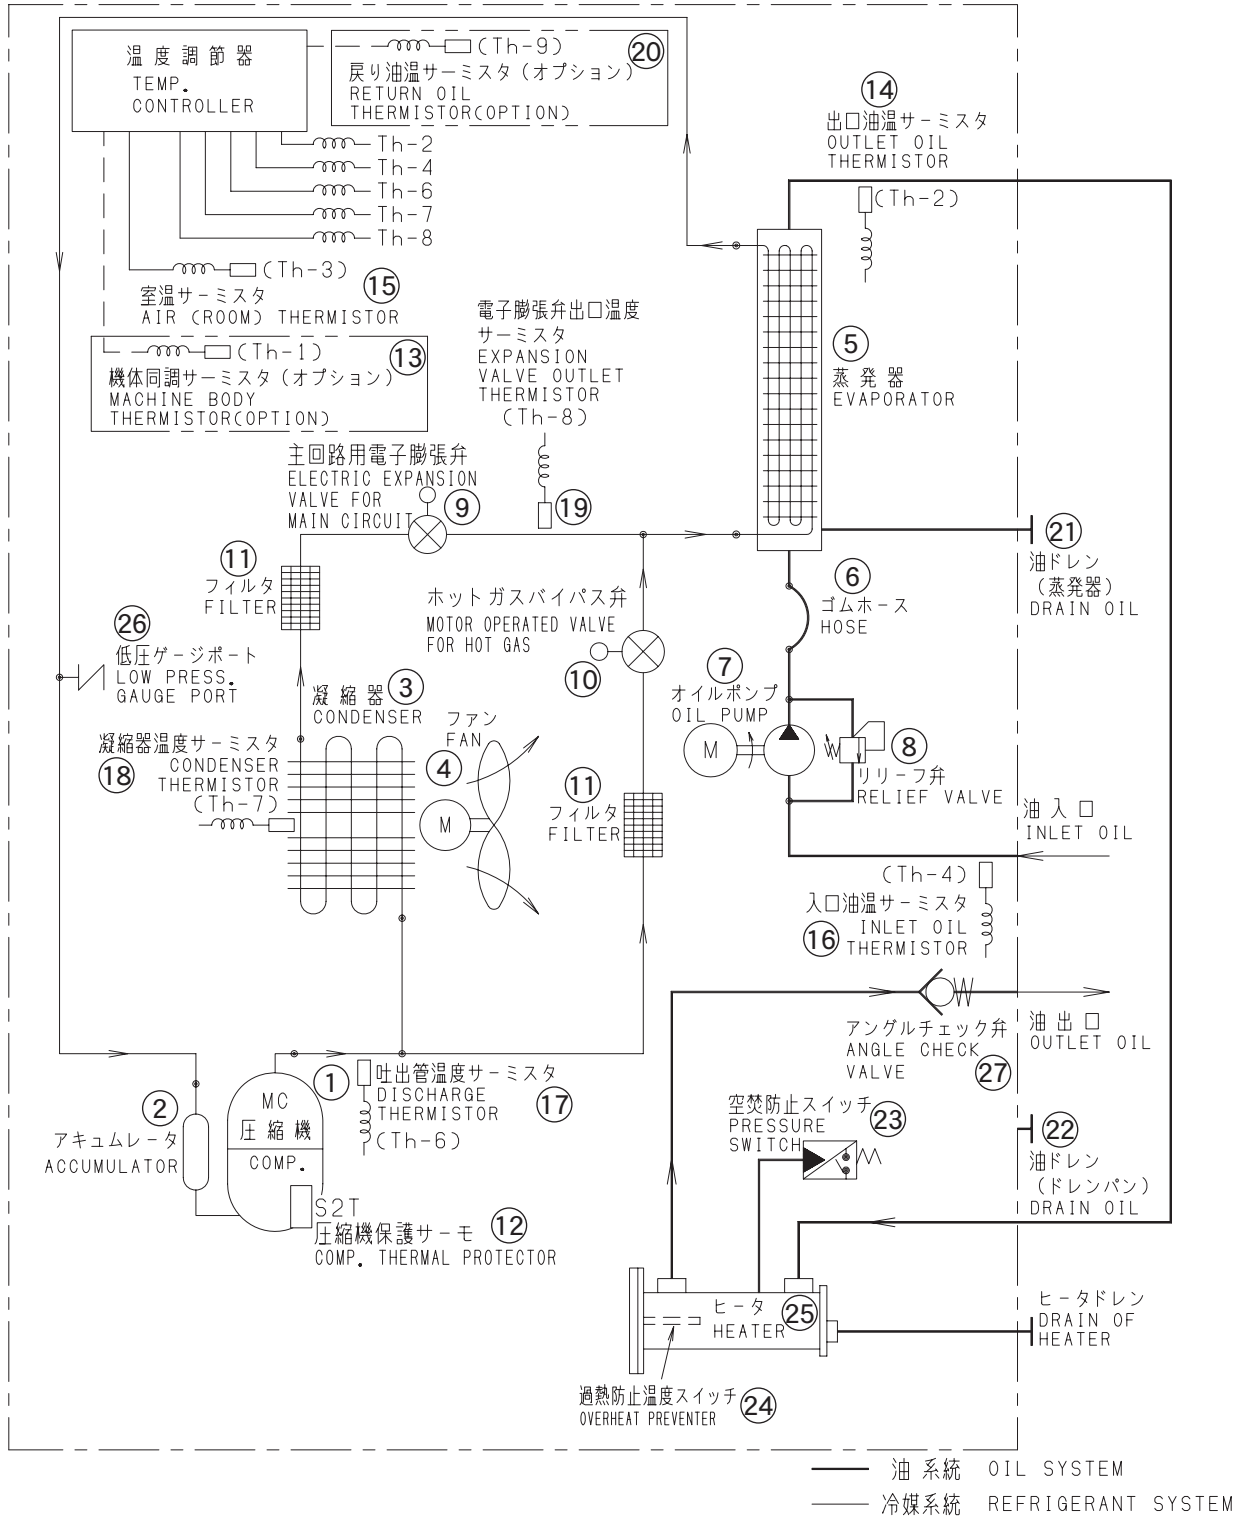 温度調節器
TEMP.
CONTROLLER
(Th-9)
20
戻り油温サーミスタ(オプション)
RETURN OIL
THERMISTOR(OPTION)
Th-2
Th-4
Th-6
Th-7
Th-8
(Th-3)
15
室温サーミスタ
AIR (ROOM) THERMISTOR
(Th-1)
13
機体同調サーミスタ(オプション)
MACHINE BODY
THERMISTOR(OPTION)
14
出口油温サーミスタ
OUTLET OIL
THERMISTOR
(Th-2)
電子膨張弁出口温度
サーミスタ
EXPANSION
VALVE OUTLET
THERMISTOR
(Th-8)
19
5
蒸発器
EVAPORATOR
主回路用電子膨張弁
ELECTRIC EXPANSION
VALVE FOR
MAIN CIRCUIT
9
11
フィルタ
FILTER
21
油ドレン
(蒸発器)
DRAIN OIL
6
ゴムホース
HOSE
ホットガスバイパス弁
MOTOR OPERATED VALVE
FOR HOT GAS
10
26
低圧ゲージポート
LOW PRESS.
GAUGE PORT
7
オイルポンプ
OIL PUMP
M
8
リリーフ弁
RELIEF VALVE
凝縮器
3
CONDENSER
ファン
FAN
4
M
凝縮器温度サーミスタ
18
CONDENSER
THERMISTOR
(Th-7)
11
フィルタ
FILTER
油入口
INLET OIL
(Th-4)
入口油温サーミスタ
16
INLET OIL
THERMISTOR
アングルチェック弁
ANGLE CHECK
VALVE
27
油出口
OUTLET OIL
2
アキュムレータ
ACCUMULATOR
1
MC
圧縮機
COMP.
吐出管温度サーミスタ
DISCHARGE
THERMISTOR
(Th-6)
17
S2T
12
圧縮機保護サーモ
COMP. THERMAL PROTECTOR
空焚防止スイッチ
PRESSURE
SWITCH
23
22
油ドレン
(ドレンパン)
DRAIN OIL
ヒータ
HEATER
25
ヒータドレン
DRAIN OF
HEATER
過熱防止温度スイッチ
OVERHEAT PREVENTER
24
油系統 OIL SYSTEM
冷媒系統 REFRIGERANT SYSTEM